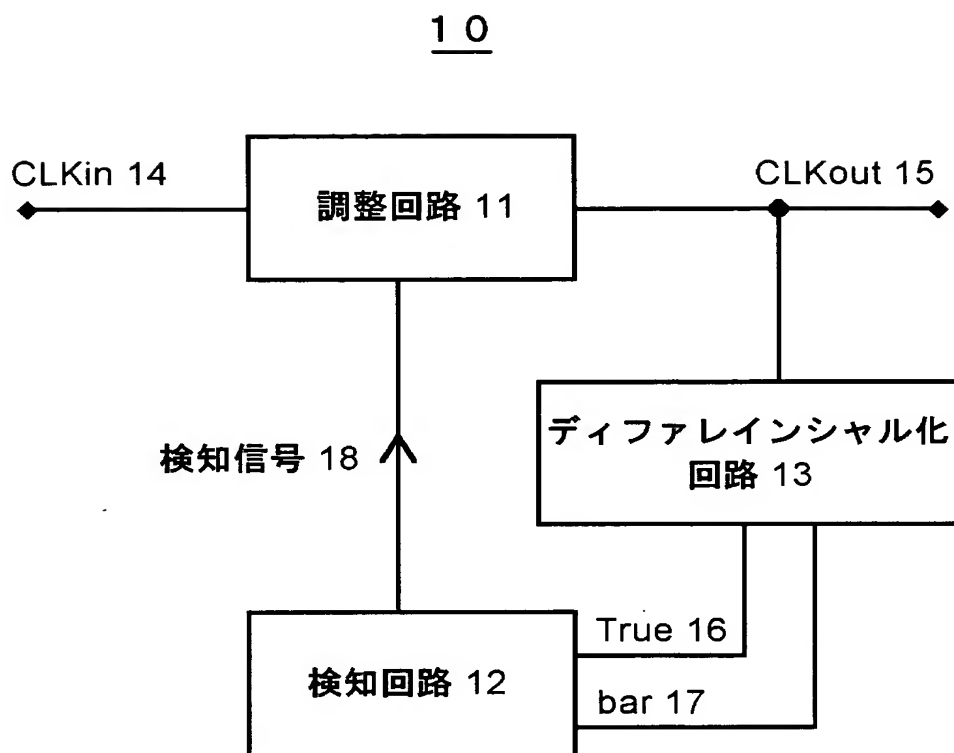 １０
CLKin 14
調整回路 11
CLKout 15
検知信号 18
ディファレインシャル化
回路 13
True 16
検知回路 12
bar 17